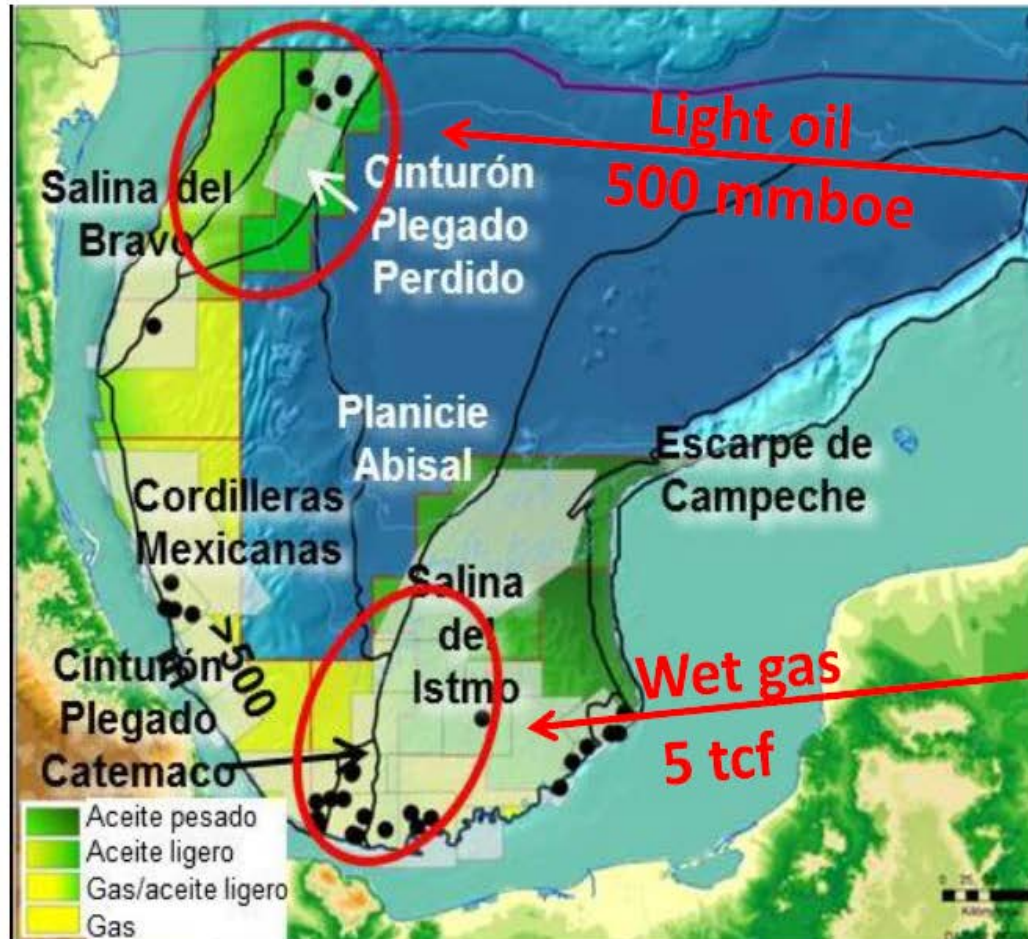 Light oil
500 mmboe
Salina del
Bravo
Cinturón
Plegado
Perdido
Planicie
Abisal
Escarpe de
Campeche
Cordilleras
Mexicanas
>500
Salina
del
Istmo
Cinturón
Plegado
Catemaco
Wet gas
5 tcf
Aceite pesado
Aceite ligero
Gas/aceite ligero
Gas